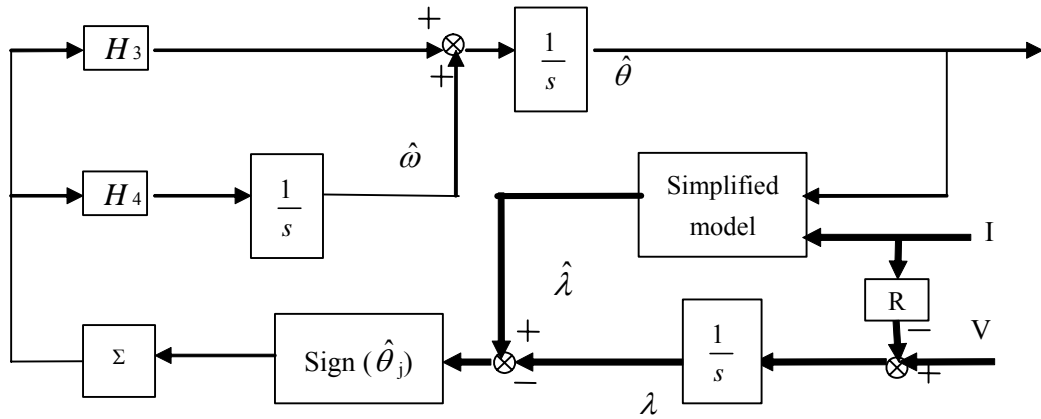 +
H3
+
1
s
θ̂
ω̂
H4
1
s
Simplified
model
I
λ̂
R
−
V
+
Σ
Sign (θ̂j)
+
−
1
s
λ